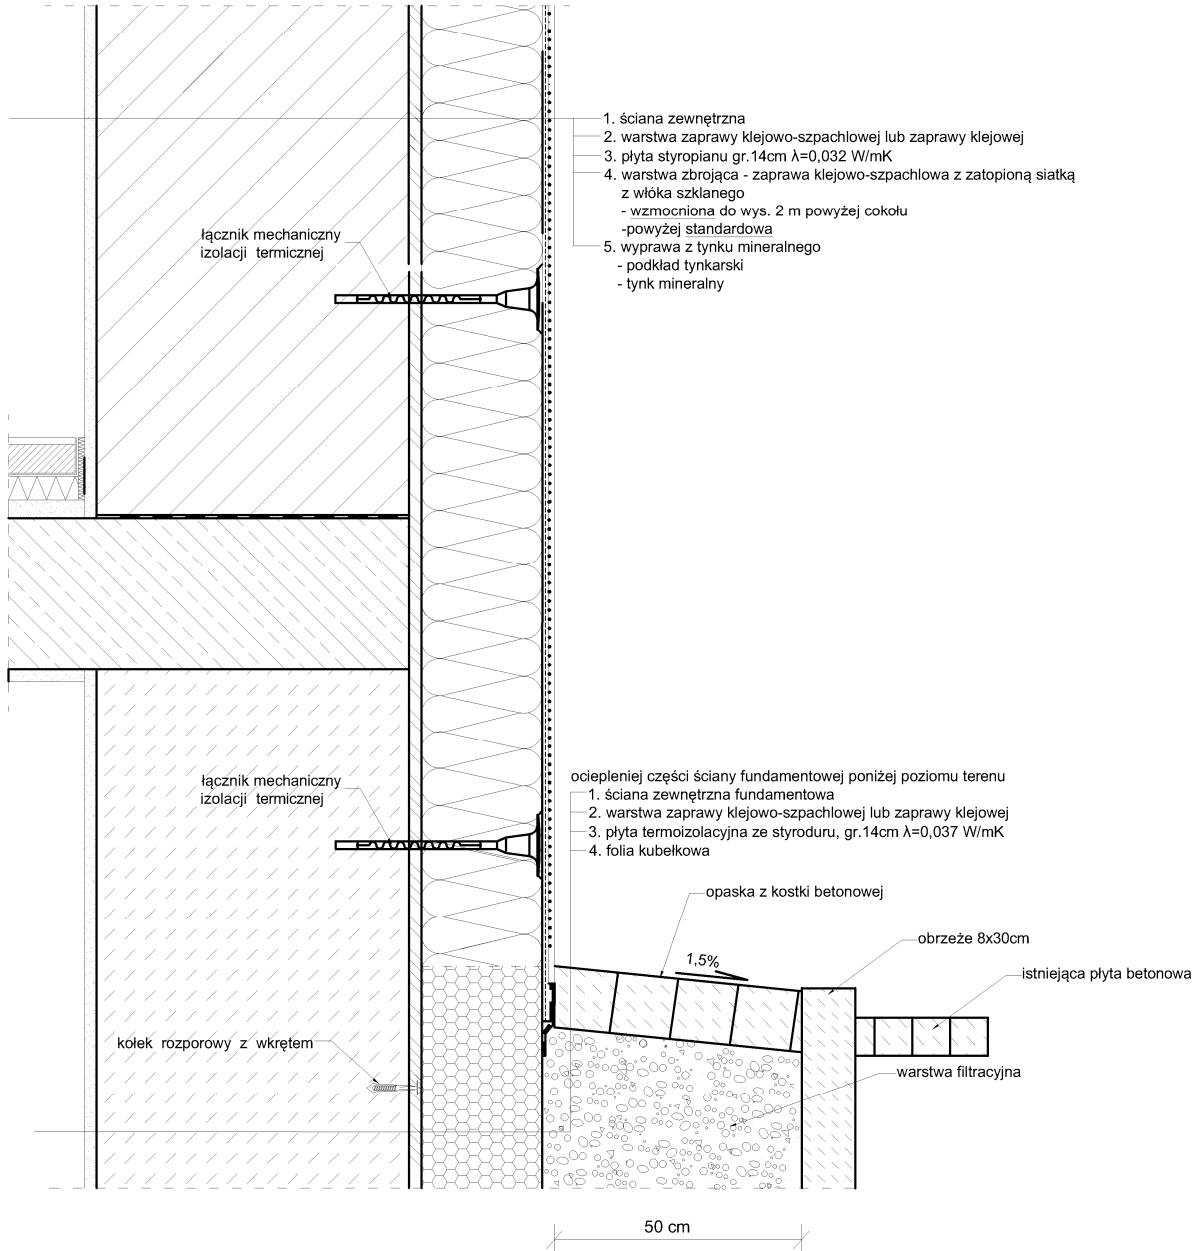 1. ściana zewnętrzna
2. warstwa zaprawy klejowo-szpachlowej lub zaprawy klejowej
3. płyta styropianu gr.14cm λ=0,032 W/mK
4. warstwa zbrojąca - zaprawa klejowo-szpachlowa z zatopioną siatką
z włóka szklanego
- wzmocniona do wys. 2 m powyżej cokołu
-powyżej standardowa
5. wyprawa z tynku mineralnego
- podkład tynkarski
- tynk mineralny
łącznik mechaniczny
izolacji termicznej
łącznik mechaniczny
izolacji termicznej
ociepleniej części ściany fundamentowej poniżej poziomu terenu
1. ściana zewnętrzna fundamentowa
2. warstwa zaprawy klejowo-szpachlowej lub zaprawy klejowej
3. płyta termoizolacyjna ze styroduru, gr.14cm λ=0,037 W/mK
4. folia kubełkowa
opaska z kostki betonowej
obrzeże 8x30cm
1,5%
istniejąca płyta betonowa
kołek rozporowy z wkrętem
warstwa filtracyjna
50 cm